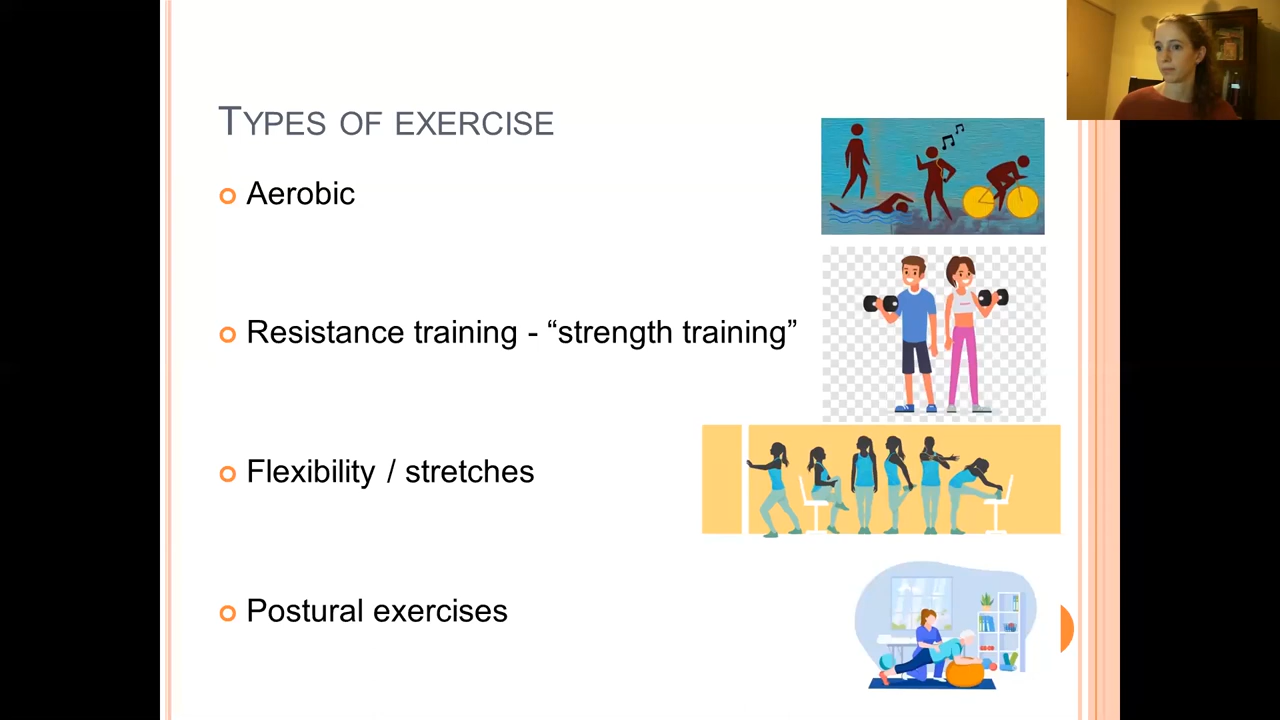 TYPES OF EXERCISE
Aerobic
Resistance training - “strength training”
Flexibility / stretches
Postural exercises